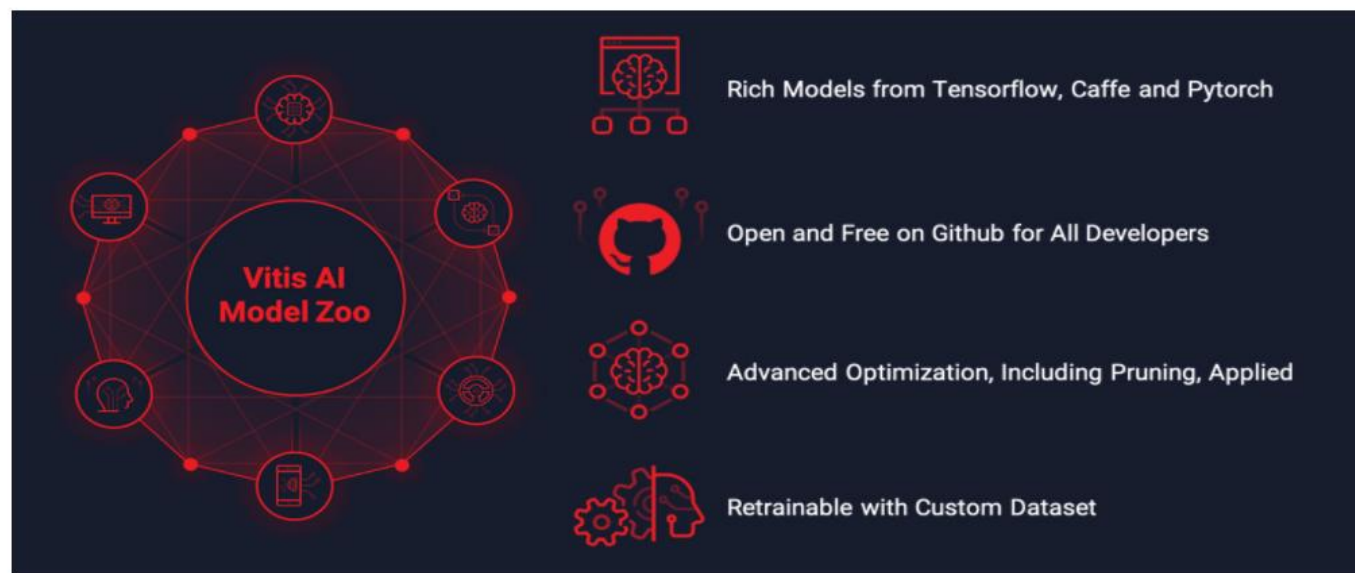 Vitis AI
Model Zoo
Rich Models from Tensorflow, Caffe and Pytorch
Open and Free on Github for All Developers
Advanced Optimization, Including Pruning, Applied
Retrainable with Custom Dataset